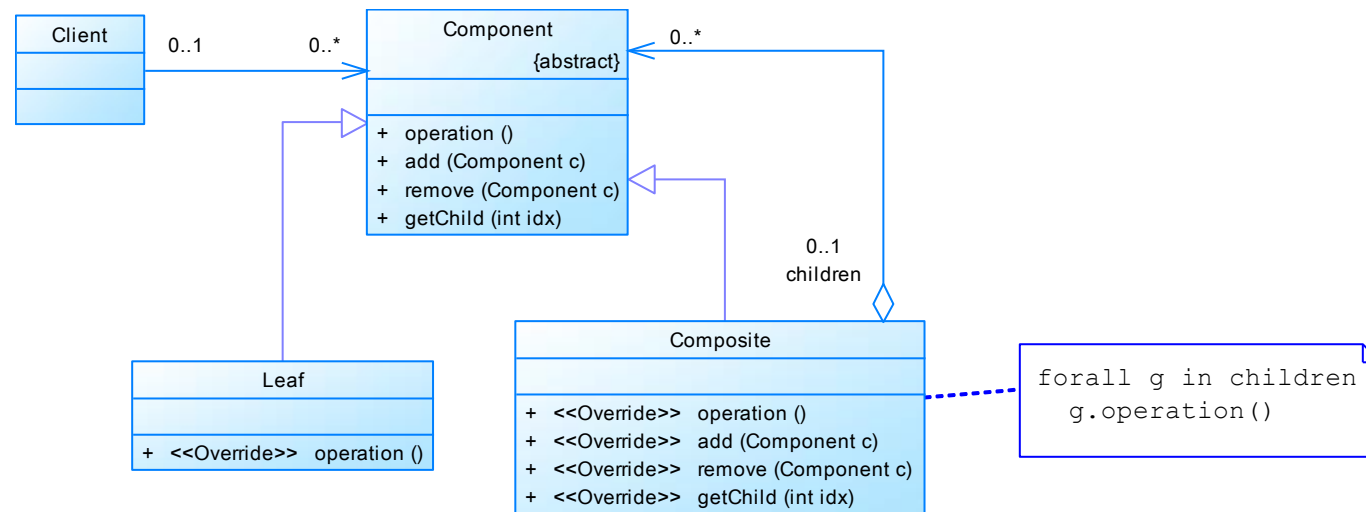 Client
0..1
0..*
Component
{abstract}
+ operation ()
+ add (Component c)
+ remove (Component c)
+ getChild (int idx)
0..*
0..1
children
Leaf
+ <<Override>> operation ()
Composite
+ <<Override>> operation ()
+ <<Override>> add (Component c)
+ <<Override>> remove (Component c)
+ <<Override>> getChild (int idx)
forall g in children
g.operation()